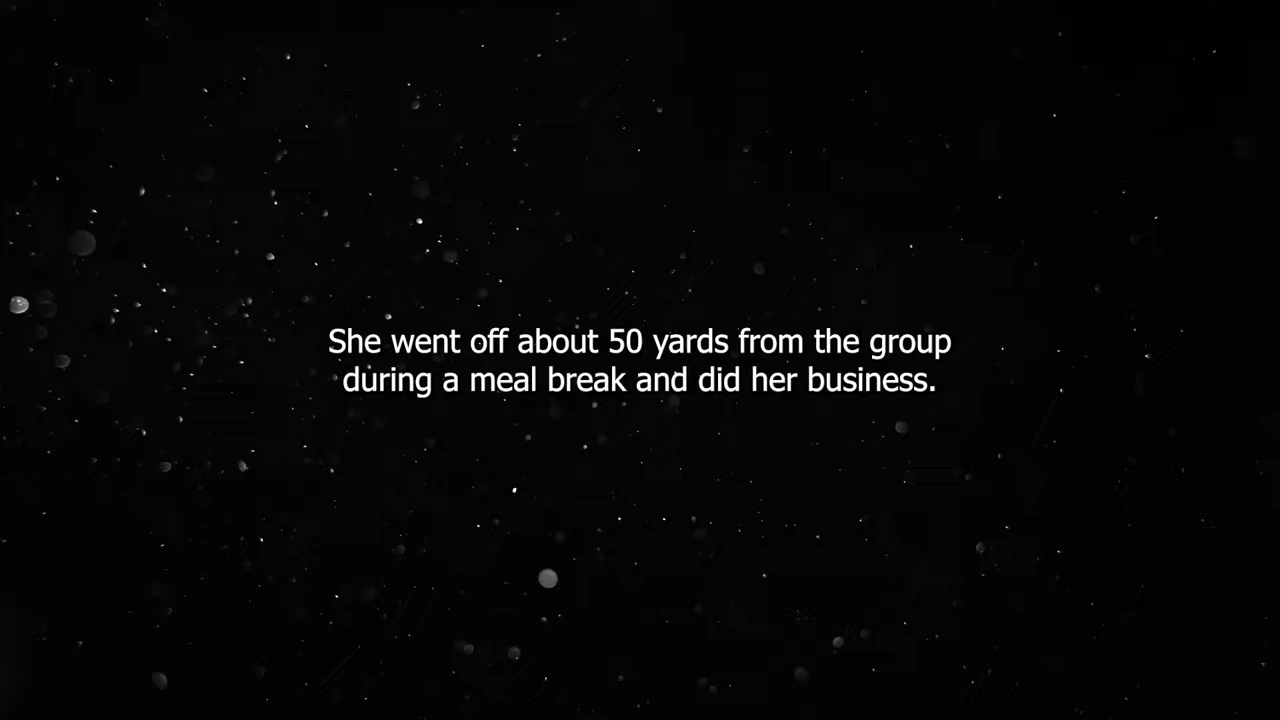 She went off about 50 yards from the group
during a meal break and did her business.